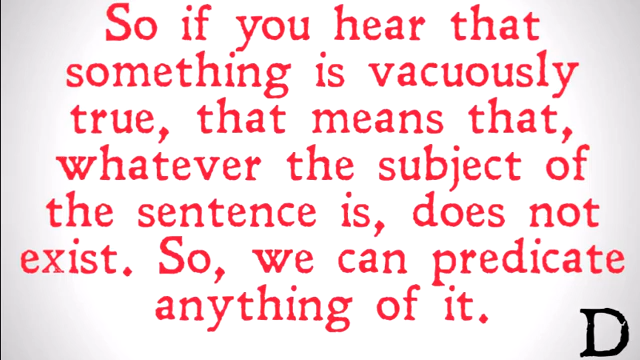 So if you hear that
something is vacuously
true, that means that,
whatever the subject of
the sentence is, does not
exist. So, we can predicate
anything of it.
D